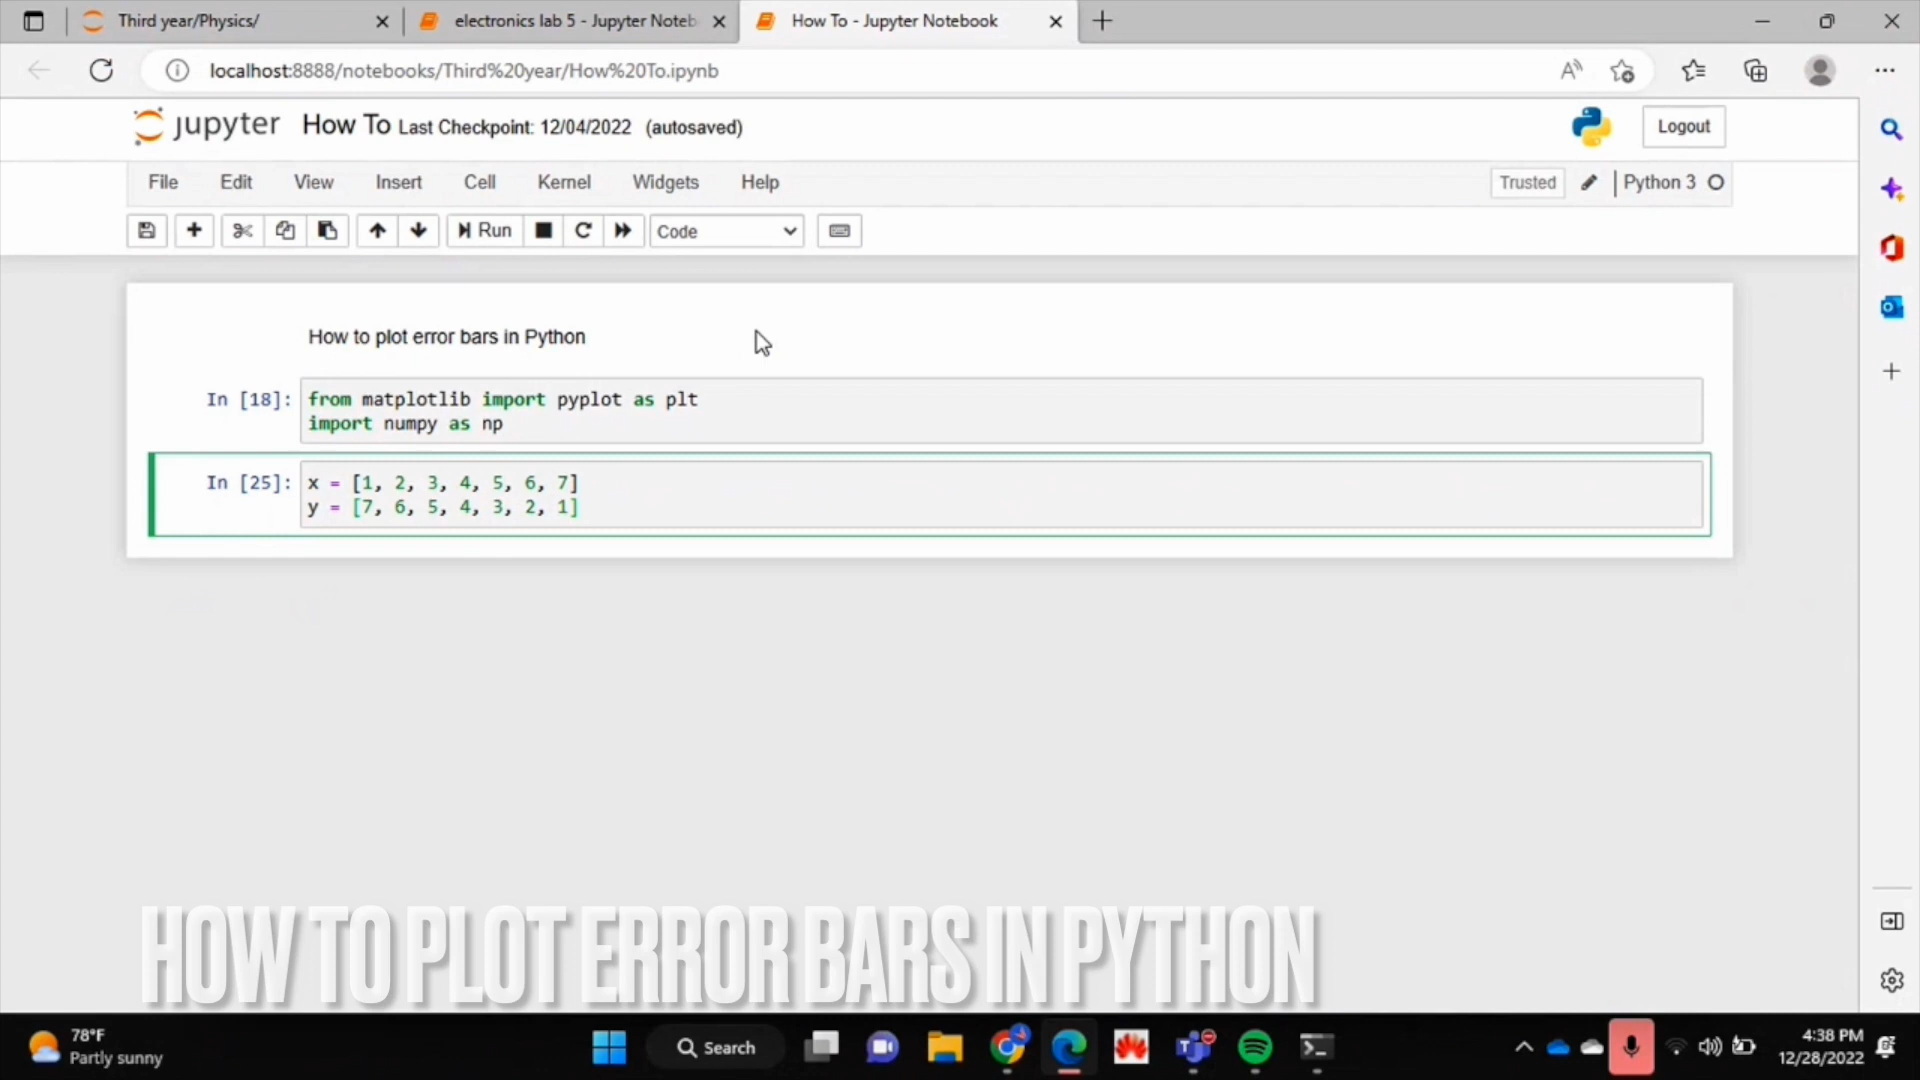 Third year/Physics/
electronics lab 5 - Jupyter Noteb
How To - Jupyter Notebook
localhost:8888/notebooks/Third%20year/How%20To.ipynb
jupyter How To Last Checkpoint: 12/04/2022 (autosaved)
Logout
File Edit View Insert Cell Kernel Widgets Help
Trusted Python 3
Run Code
How to plot error bars in Python
In [18]: from matplotlib import pyplot as plt
import numpy as np
In [25]: x = [1, 2, 3, 4, 5, 6, 7]
y = [7, 6, 5, 4, 3, 2, 1]
HOW TO PLOT ERROR BARS IN PYTHON
78°F
Partly sunny
Search
4:38 PM
12/28/2022